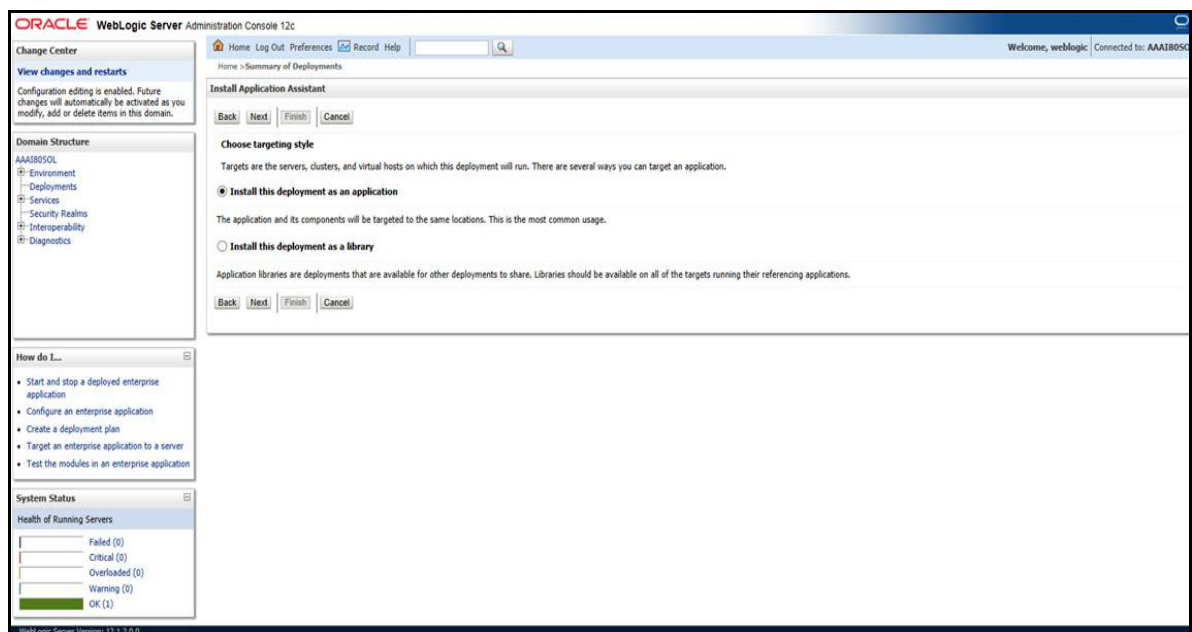 ORACLE WebLogic Server Administration Console 12c
Change Center
View changes and restarts
Configuration editing is enabled. Future
changes will automatically be activated as you
modify, add or delete items in this domain.
Domain Structure
AAAI80SOL
Environment
Deployments
Services
Security Realms
Interoperability
Diagnostics
How do I...
Start and stop a deployed enterprise
application
Configure an enterprise application
Create a deployment plan
Target an enterprise application to a server
Test the modules in an enterprise application
System Status
Health of Running Servers
Failed (0)
Critical (0)
Overloaded (0)
Warning (0)
OK (1)
Home Log Out Preferences Record Help
Welcome, weblogic Connected to: AAAI80SO
Home >Summary of Deployments
Install Application Assistant
Back Next Finish Cancel
Choose targeting style
Targets are the servers, clusters, and virtual hosts on which this deployment will run. There are several ways you can target an application.
Install this deployment as an application
The application and its components will be targeted to the same locations. This is the most common usage.
Install this deployment as a library
Application libraries are deployments that are available for other deployments to share. Libraries should be available on all of the targets running their referencing applications.
Back Next Finish Cancel
WebLogic Server Version: 12.1.2.0.0